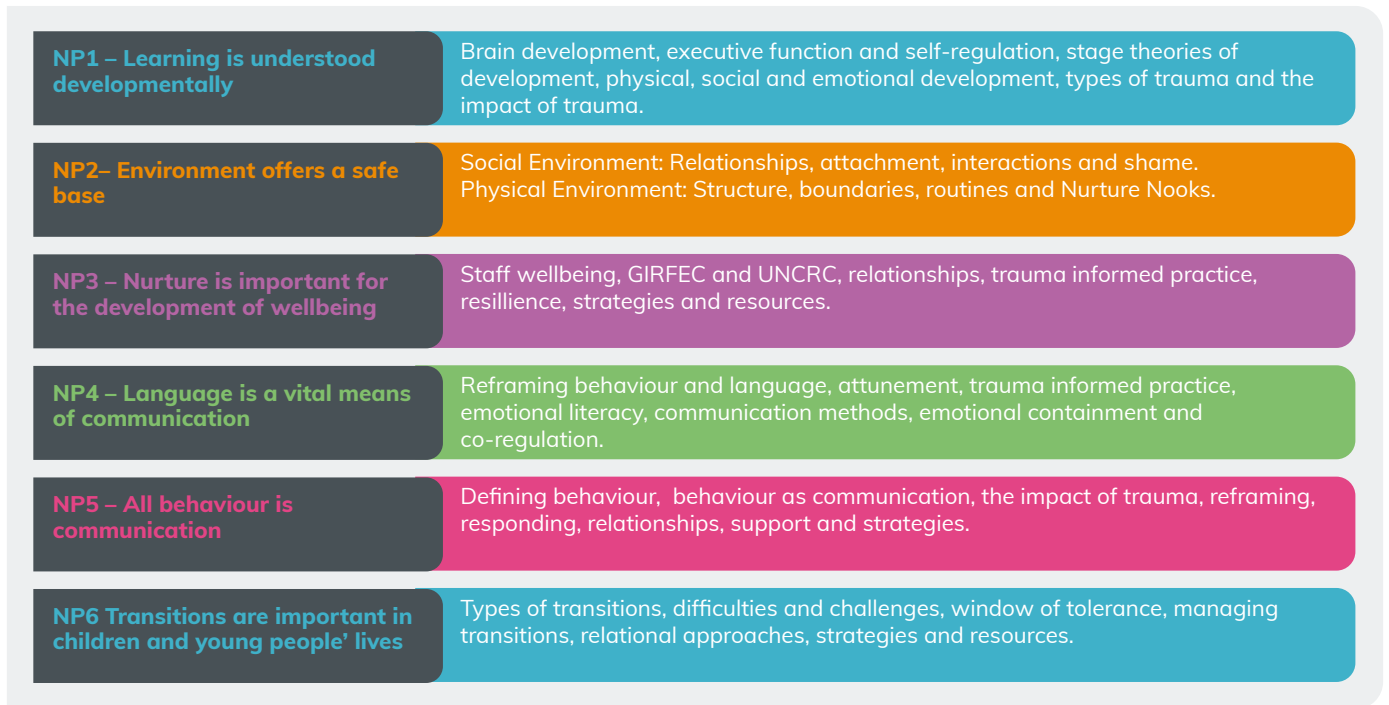 NP1 – Learning is understood
developmentally
Brain development, executive function and self-regulation, stage theories of
development, physical, social and emotional development, types of trauma and the
impact of trauma.
NP2– Environment offers a safe
base
Social Environment: Relationships, attachment, interactions and shame.
Physical Environment: Structure, boundaries, routines and Nurture Nooks.
NP3 – Nurture is important for
the development of wellbeing
Staff wellbeing, GIRFEC and UNCRC, relationships, trauma informed practice,
resillience, strategies and resources.
NP4 – Language is a vital means
of communication
Reframing behaviour and language, attunement, trauma informed practice,
emotional literacy, communication methods, emotional containment and
co-regulation.
NP5 – All behaviour is
communication
Defining behaviour,  behaviour as communication, the impact of trauma, reframing,
responding, relationships, support and strategies.
NP6 Transitions are important in
children and young people’ lives
Types of transitions, difficulties and challenges, window of tolerance, managing
transitions, relational approaches, strategies and resources.